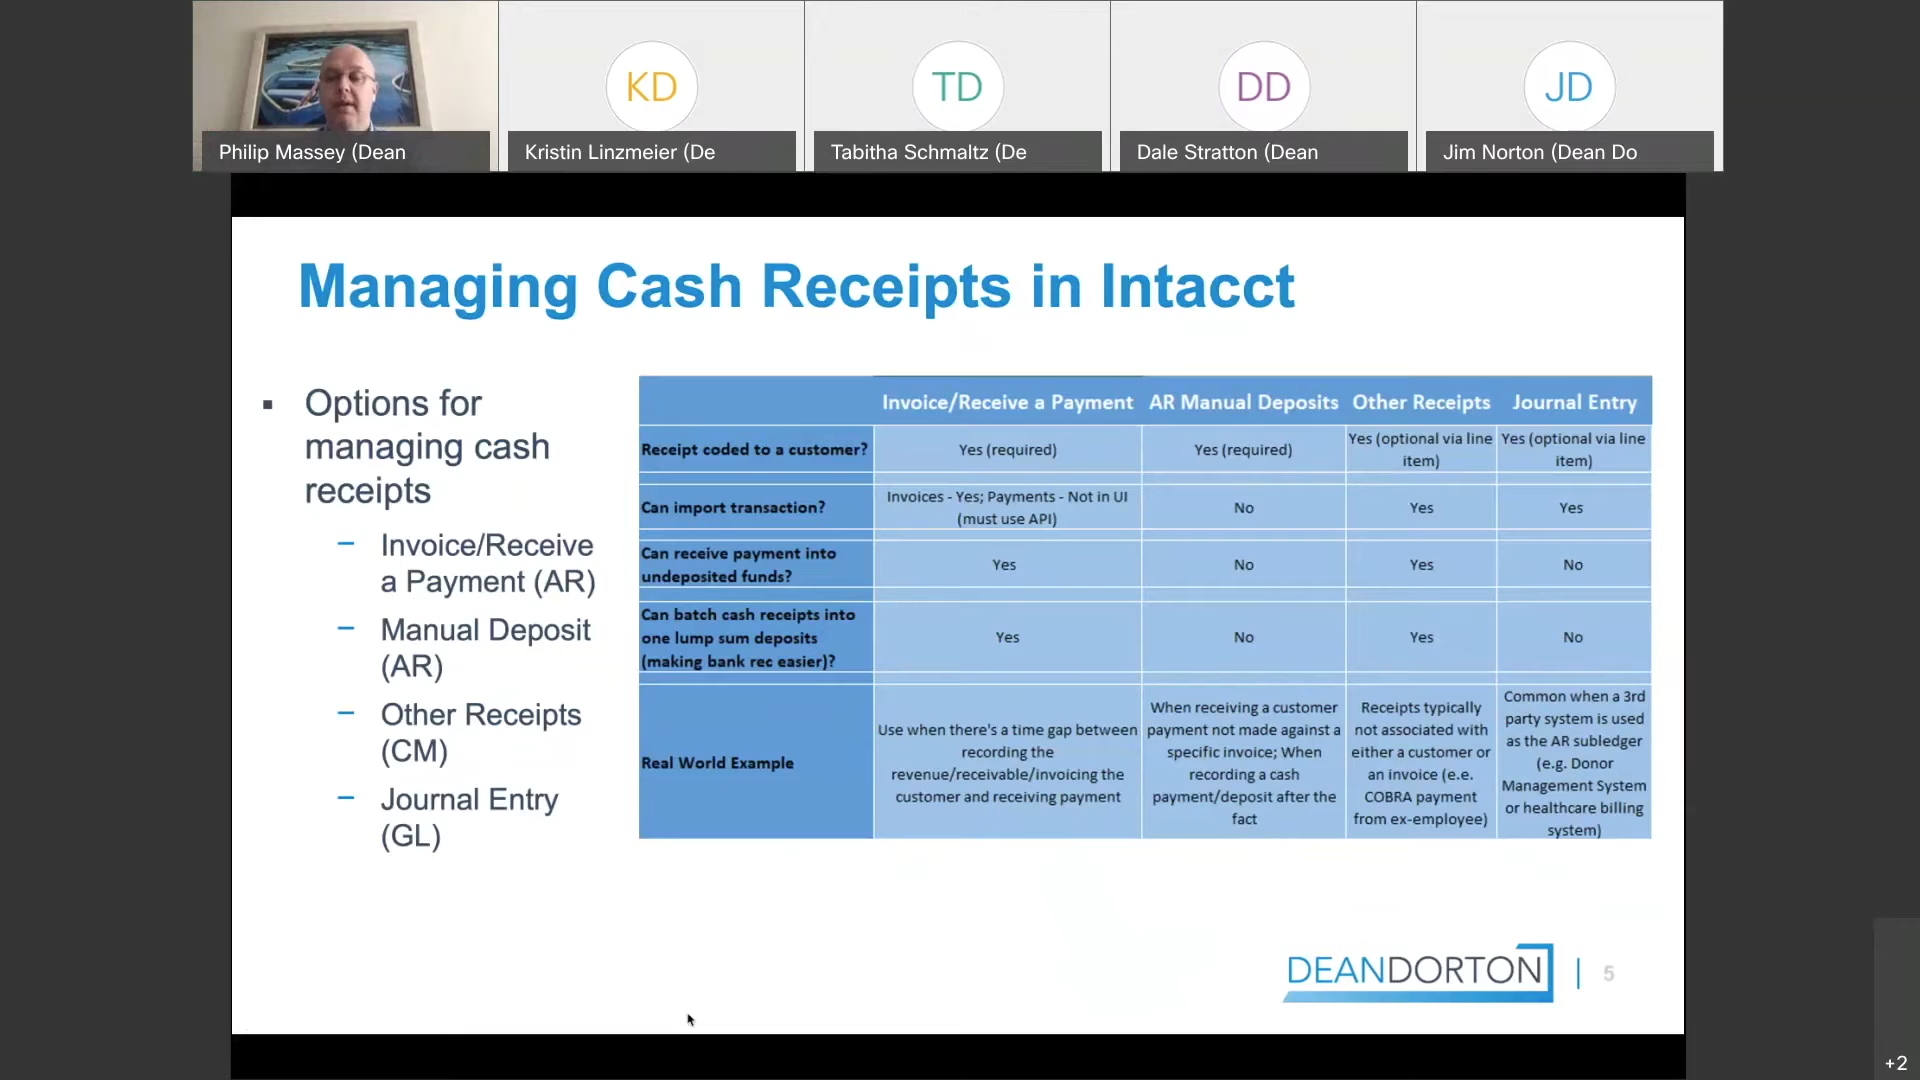 KD
TD
DD
JD
Philip Massey (Dean
Kristin Linzmeier (De
Tabitha Schmaltz (De
Dale Stratton (Dean
Jim Norton (Dean Do
Managing Cash Receipts in Intacct
▪ Options for
managing cash
receipts
– Invoice/Receive
a Payment (AR)
– Manual Deposit
(AR)
– Other Receipts
(CM)
– Journal Entry
(GL)
Invoice/Receive a Payment AR Manual Deposits Other Receipts Journal Entry
Receipt coded to a customer?
Yes (required)
Yes (required)
Yes (optional via line
item)
Yes (optional via line
item)
Can import transaction?
Invoices - Yes; Payments - Not in UI
(must use API)
No
Yes
Yes
Can receive payment into
undeposited funds?
Yes
No
Yes
No
Can batch cash receipts into
one lump sum deposits
(making bank rec easier)?
Yes
No
Yes
No
Real World Example
Use when there's a time gap between
recording the
revenue/receivable/invoicing the
customer and receiving payment
When receiving a customer
payment not made against a
specific invoice; When
recording a cash
payment/deposit after the
fact
Receipts typically
not associated with
either a customer or
an invoice (e.e.
COBRA payment
from ex-employee)
Common when a 3rd
party system is used
as the AR subledger
(e.g. Donor
Management System
or healthcare billing
system)
DEANDORTON | 5
+2